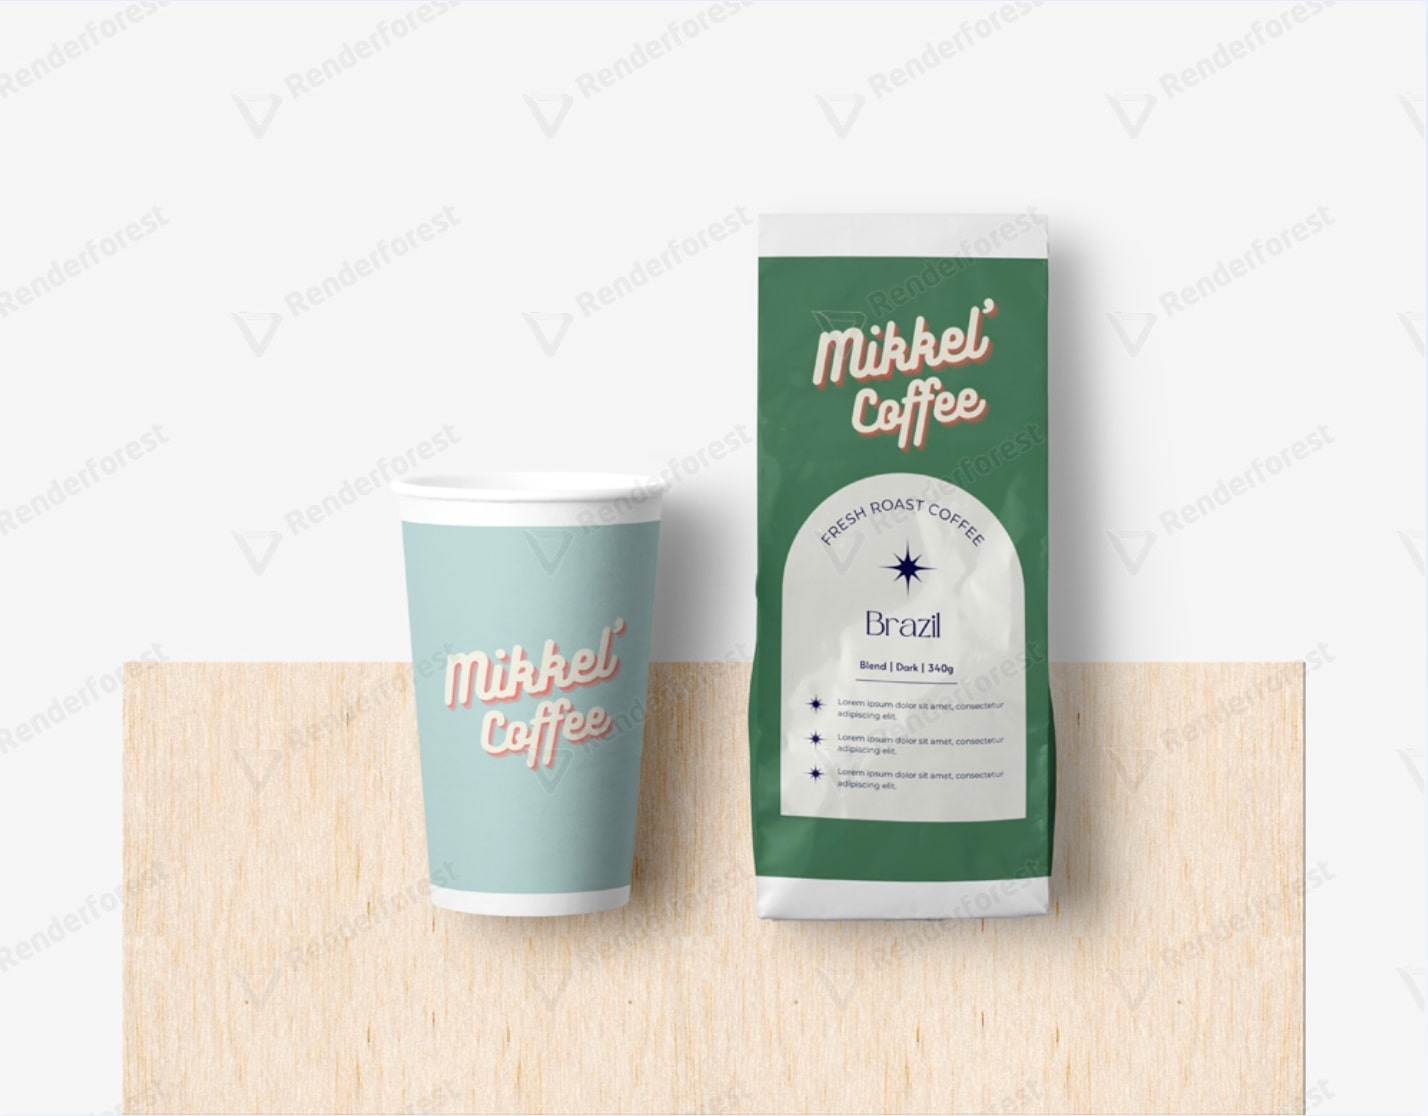 Mikkel'
Coffee
FRESH ROAST COFFEE
Brazil
Blend | Dark | 340g
Lorem ipsum dolor sit amet, consectetur
adipiscing elit.
Lorem ipsum dolor sit amet, consectetur
adipiscing elit.
Lorem ipsum dolor sit amet, consectetur
adipiscing elit.
Mikkel'
Coffee
Renderforest